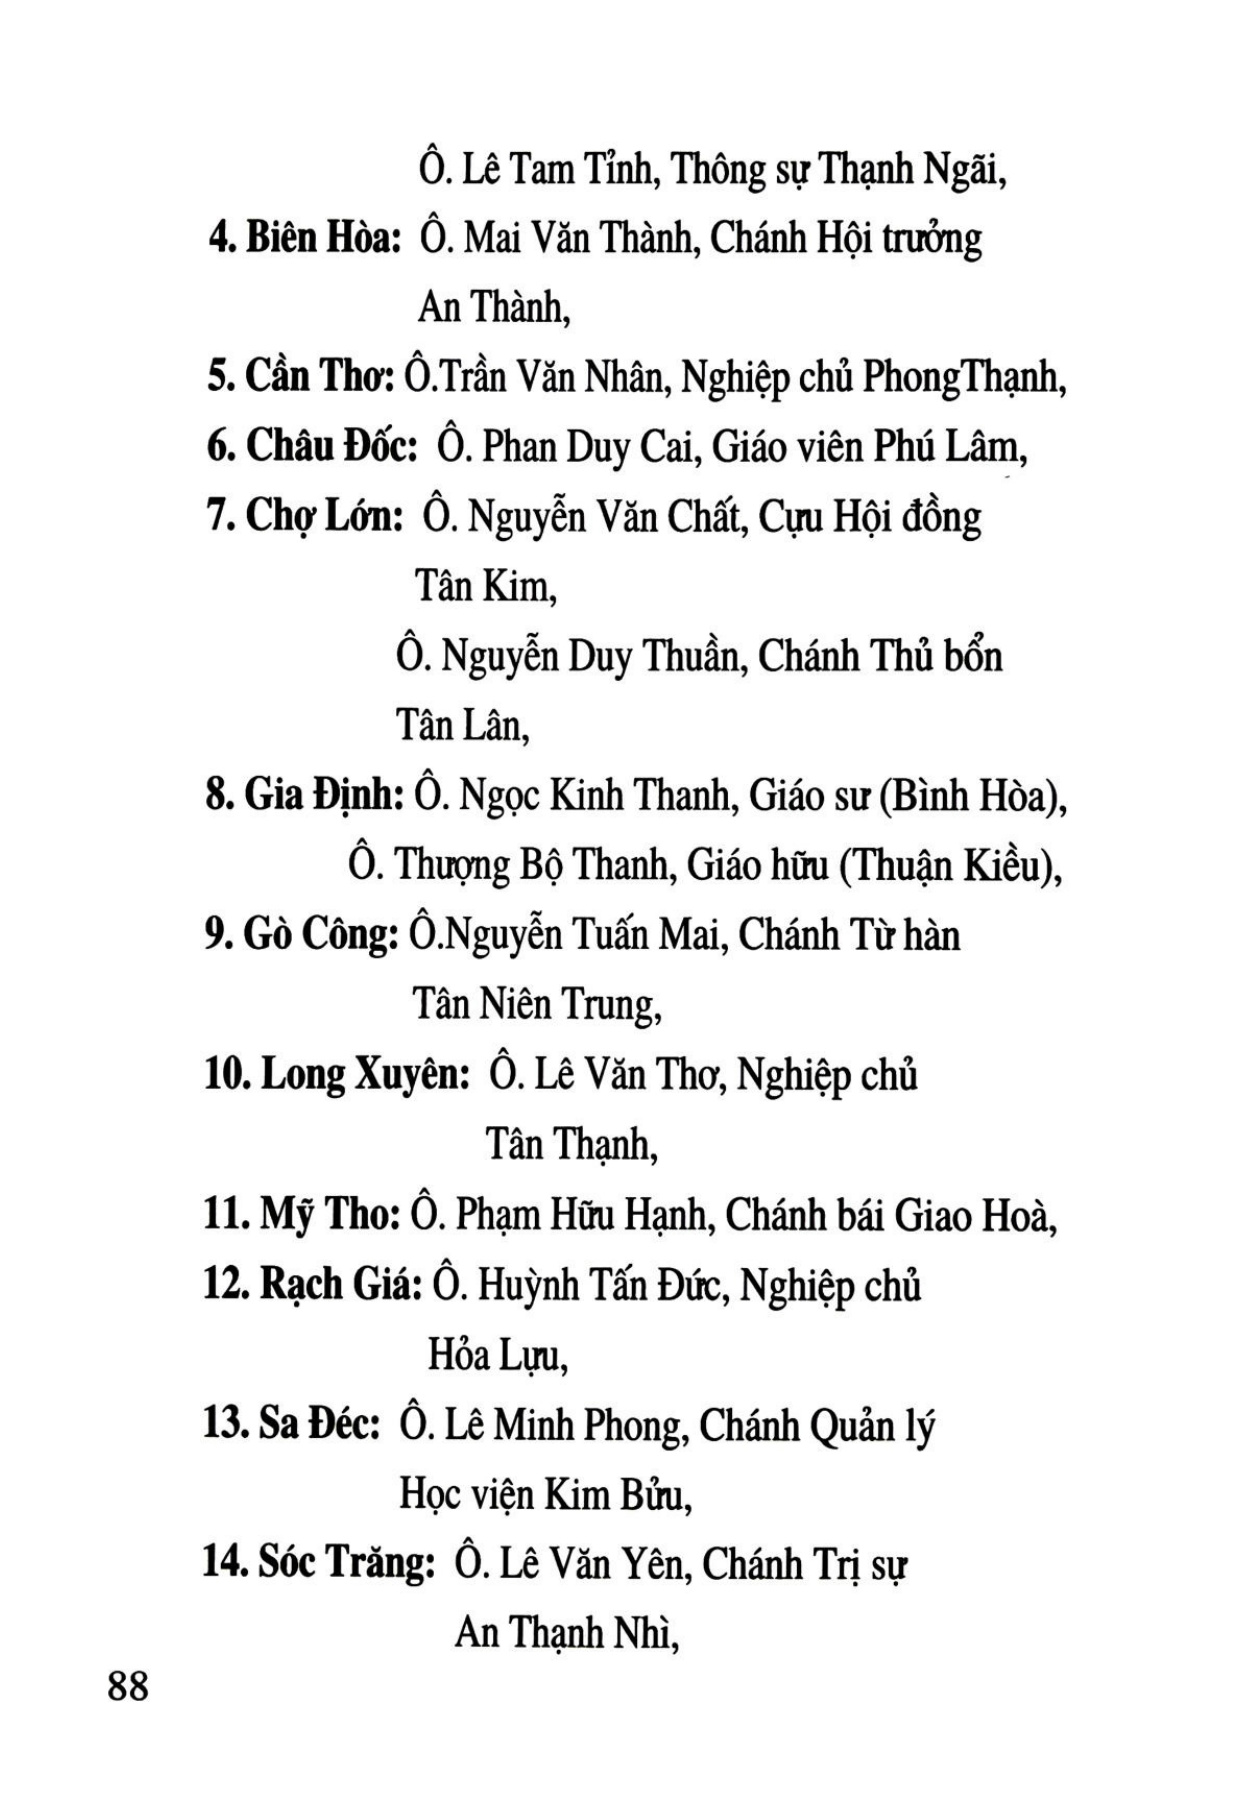 Ô. Lê Tam Tỉnh, Thông sự Thạnh Ngãi,
4. Biên Hòa: Ô. Mai Văn Thành, Chánh Hội trưởng
An Thành,
5. Cần Thơ: Ô.Trần Văn Nhân, Nghiệp chủ PhongThạnh,
6. Châu Đốc: Ô. Phan Duy Cai, Giáo viên Phú Lâm,
7. Chợ Lớn: Ô. Nguyễn Văn Chất, Cựu Hội đồng
Tân Kim,
Ô. Nguyễn Duy Thuần, Chánh Thủ bổn
Tân Lân,
8. Gia Định: Ô. Ngọc Kinh Thanh, Giáo sư (Bình Hòa),
Ô. Thượng Bộ Thanh, Giáo hữu (Thuận Kiều),
9. Gò Công: Ô.Nguyễn Tuấn Mai, Chánh Từ hàn
Tân Niên Trung,
10. Long Xuyên: Ô. Lê Văn Thơ, Nghiệp chủ
Tân Thạnh,
11. Mỹ Tho: Ô. Phạm Hữu Hạnh, Chánh bái Giao Hoà,
12. Rạch Giá: Ô. Huỳnh Tấn Đức, Nghiệp chủ
Hỏa Lựu,
13. Sa Đéc: Ô. Lê Minh Phong, Chánh Quản lý
Học viện Kim Bửu,
14. Sóc Trăng: Ô. Lê Văn Yên, Chánh Trị sự
An Thạnh Nhì,
88